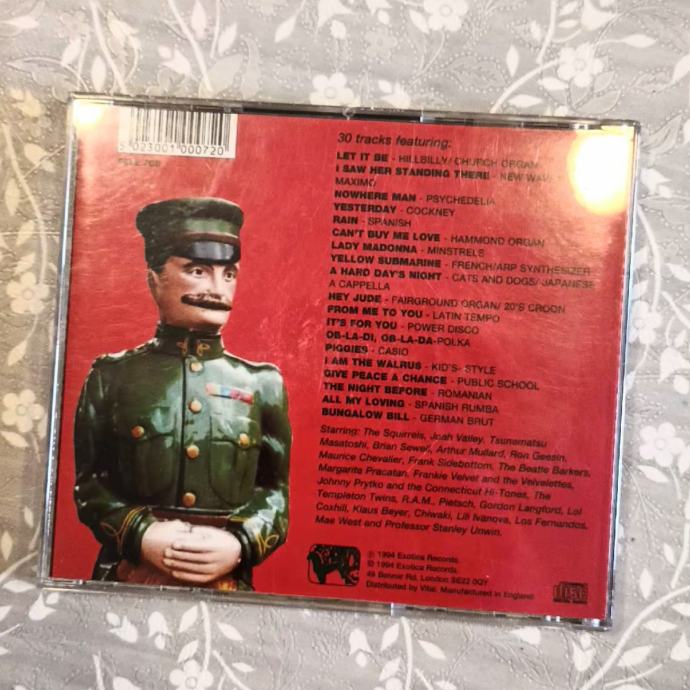 5 023001 000720
30 tracks featuring:
LET IT BE - HILLBILLY/ CHURCH ORGAN
I SAW HER STANDING THERE - NEW WAVE/
MAXIMO
NOWHERE MAN - PSYCHEDELIA
YESTERDAY - COCKNEY
RAIN - SPANISH
CAN'T BUY ME LOVE - HAMMOND ORGAN
LADY MADONNA - MINSTRELS
YELLOW SUBMARINE - FRENCH/ARP SYNTHESIZER
A HARD DAY'S NIGHT - CATS AND DOGS/ JAPANESE
A CAPPELLA
HEY JUDE - FAIRGROUND ORGAN/ 20'S CROON
FROM ME TO YOU - LATIN TEMPO
IT'S FOR YOU - POWER DISCO
OB-LA-DI, OB-LA-DA-POLKA
PIGGIES - CASIO
I AM THE WALRUS - KID'S- STYLE
GIVE PEACE A CHANCE - PUBLIC SCHOOL
THE NIGHT BEFORE - ROMANIAN
ALL MY LOVING - SPANISH RUMBA
BUNGALOW BILL - GERMAN BRUT
Starring: The Squirrels, Joah Valley, Tsunematsu
Masatoshi, Brian Sewell, Arthur Mullard, Ron Geesin,
Maurice Chevalier, Frank Sidebottom, The Beatle Barkers,
Margarita Pracatan, Frankie Velvet and the Velvelettes,
Johnny Prytko and the Connecticut Hi-Tones, The
Templeton Twins, R.A.M., Pietsch, Gordon Langford, Lol
Coxhill, Klaus Beyer, Chiwaki, Lili Ivanova, Los Fernandos,
Mae West and Professor Stanley Unwin.
℗ 1994 Exotica Records.
© 1994 Exotica Records.
49 Belvoir Rd, London SE22 0QY
Distributed by Vital. Manufactured in England